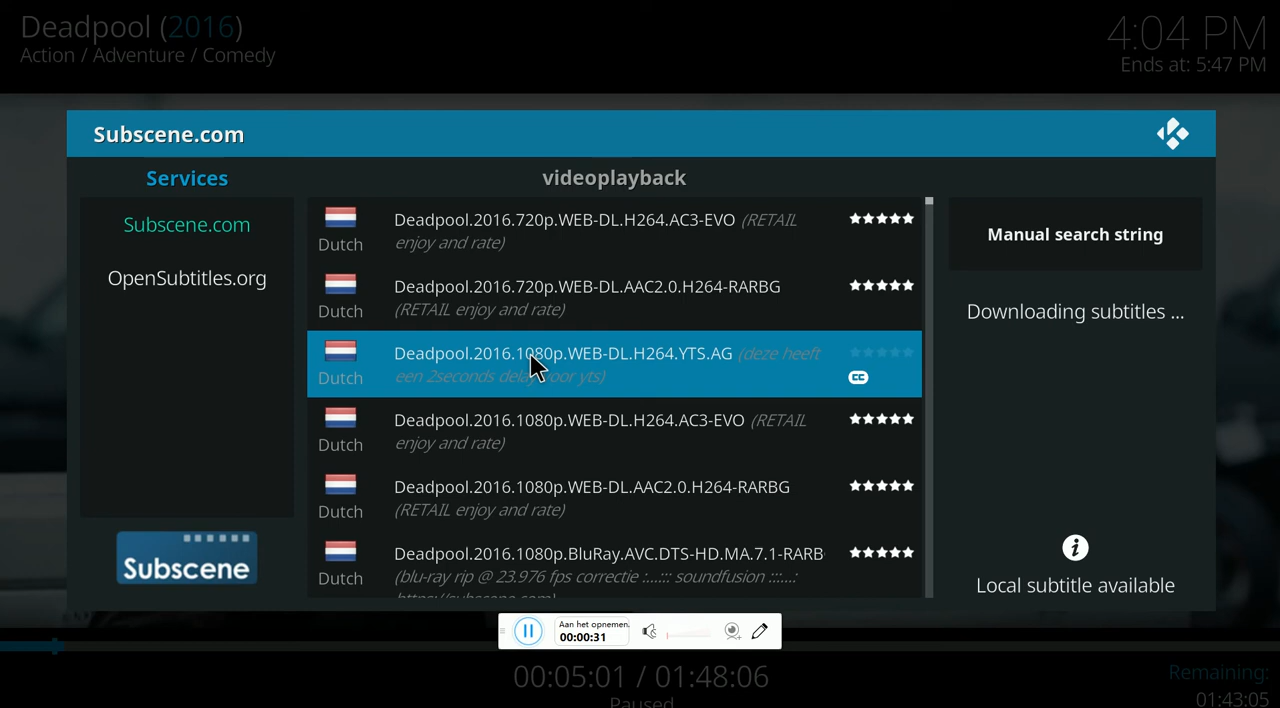 Deadpool (2016)
Action / Adventure / Comedy
4:04 PM
Ends at: 5:47 PM
Subscene.com
Services
Subscene.com
OpenSubtitles.org
Subscene
videoplayback
Dutch
Deadpool.2016.720p.WEB-DL.H264.AC3-EVO (RETAIL
enjoy and rate)
Dutch
Deadpool.2016.720p.WEB-DL.AAC2.0.H264-RARBG
(RETAIL enjoy and rate)
Dutch
Deadpool.2016.1080p.WEB-DL.H264.YTS.AG (deze heeft
een 2seconds delay voor yts)
CC
Dutch
Deadpool.2016.1080p.WEB-DL.H264.AC3-EVO (RETAIL
enjoy and rate)
Dutch
Deadpool.2016.1080p.WEB-DL.AAC2.0.H264-RARBG
(RETAIL enjoy and rate)
Dutch
Deadpool.2016.1080p.BluRay.AVC.DTS-HD.MA.7.1-RARB
(blu-ray rip @ 23.976 fps correctie :....::: soundfusion :::....:
https://subscene.com)
Manual search string
Downloading subtitles ...
Local subtitle available
Aan het opnemen.
00:00:31
00:05:01 / 01:48:06
Paused
Remaining:
01:43:05